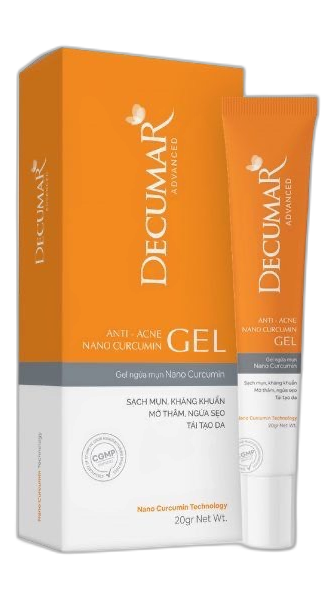 DECUMAR
ADVANCED
ANTI - ACNE
NANO CURCUMIN
GEL
Gel ngừa mụn Nano Curcumin
SẠCH MỤN, KHÁNG KHUẨN
MỜ THÂM, NGỪA SẸO
TÁI TẠO DA
CGMP
Nano Curcumin Technology
20gr Net Wt.
DECUMAR
Nano Curcumin Technology
DECUMAR
ADVANCED
ANTI - ACNE
NANO CURCUMIN
GEL
Gel ngừa mụn
Nano Curcumin
Sạch mụn, kháng khuẩn
Mờ thâm, ngừa sẹo
Tái tạo da
Nano Curcumin Technology
20gr Net Wt.